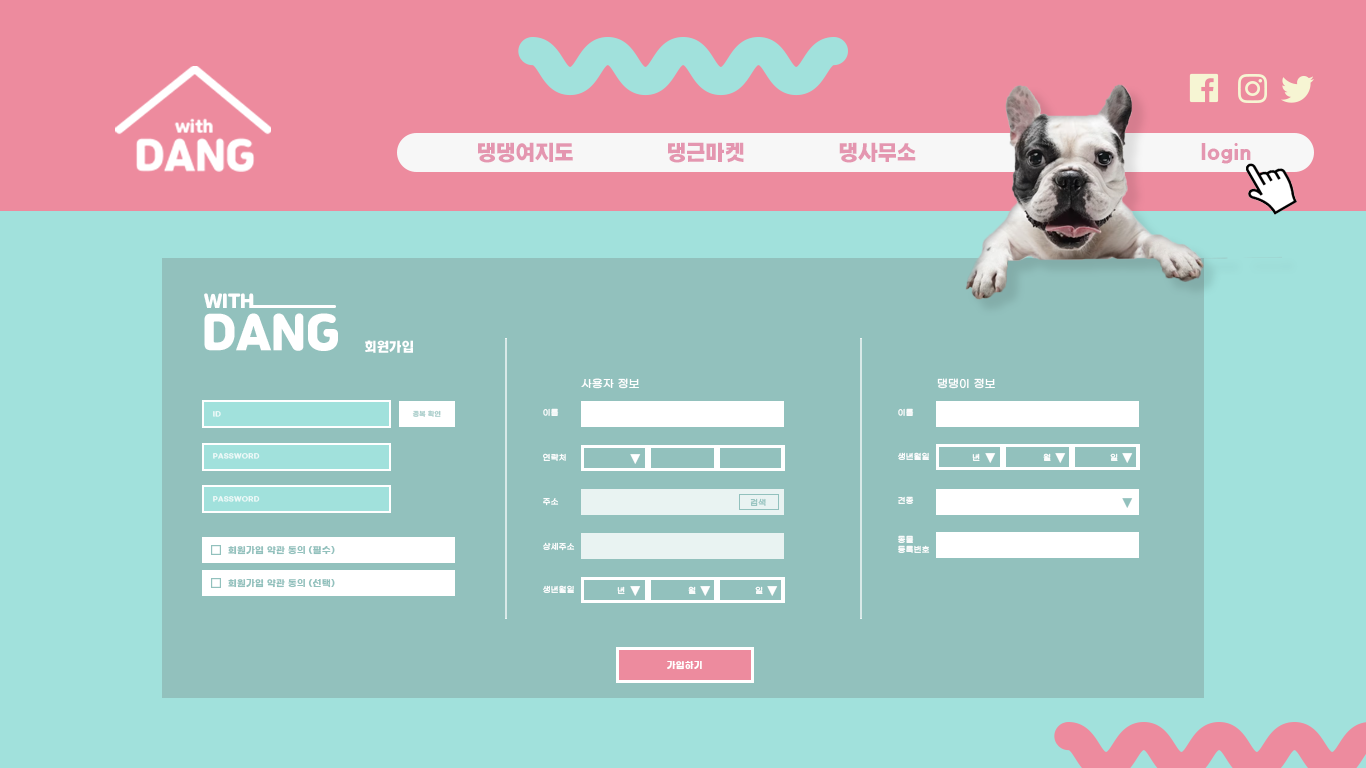 with
DANG
댕댕여지도
댕근마켓
댕사무소
login
WITH
DANG
회원가입
ID
중복 확인
PASSWORD
PASSWORD
회원가입 약관 동의 (필수)
회원가입 약관 동의 (선택)
사용자 정보
이름
연락처
주소
검색
상세주소
생년월일
년
월
일
댕댕이 정보
이름
생년월일
년
월
일
견종
동물
등록번호
가입하기